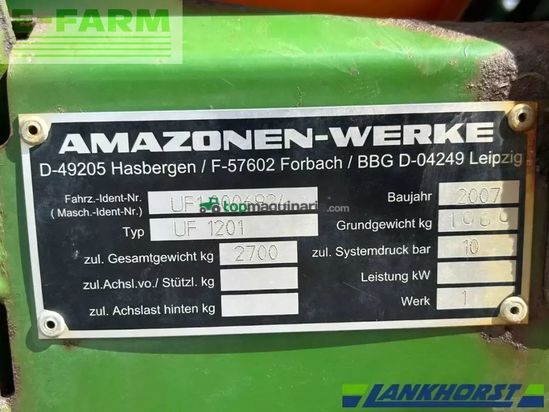 E-FARM
AMAZONEN-WERKE
D-49205 Hasbergen / F-57602 Forbach / BBG D-04249 Leipzig
Fahrz.-Ident-Nr.
(Masch.-Ident-Nr.)
Baujahr 2007
Typ UF 1201
Grundgewicht kg
zul. Gesamtgewicht kg 2700
zul. Systemdruck bar 10
zul.Achsl.vo./ Stützl. kg
Leistung kW
zul. Achslast hinten kg
Werk 1
topmaquinaria.com
LANKHORST